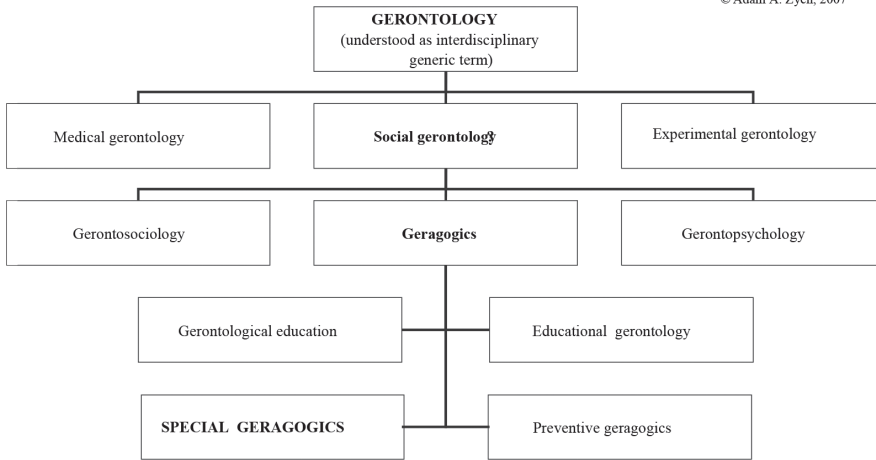 © Adam A. Zych, 2007
GERONTOLOGY
(understood as interdisciplinary
generic term)
Medical gerontology
Social gerontology3
Experimental gerontology
Gerontosociology
Geragogics
Gerontopsychology
Gerontological education
Educational gerontology
SPECIAL GERAGOGICS
Preventive geragogics